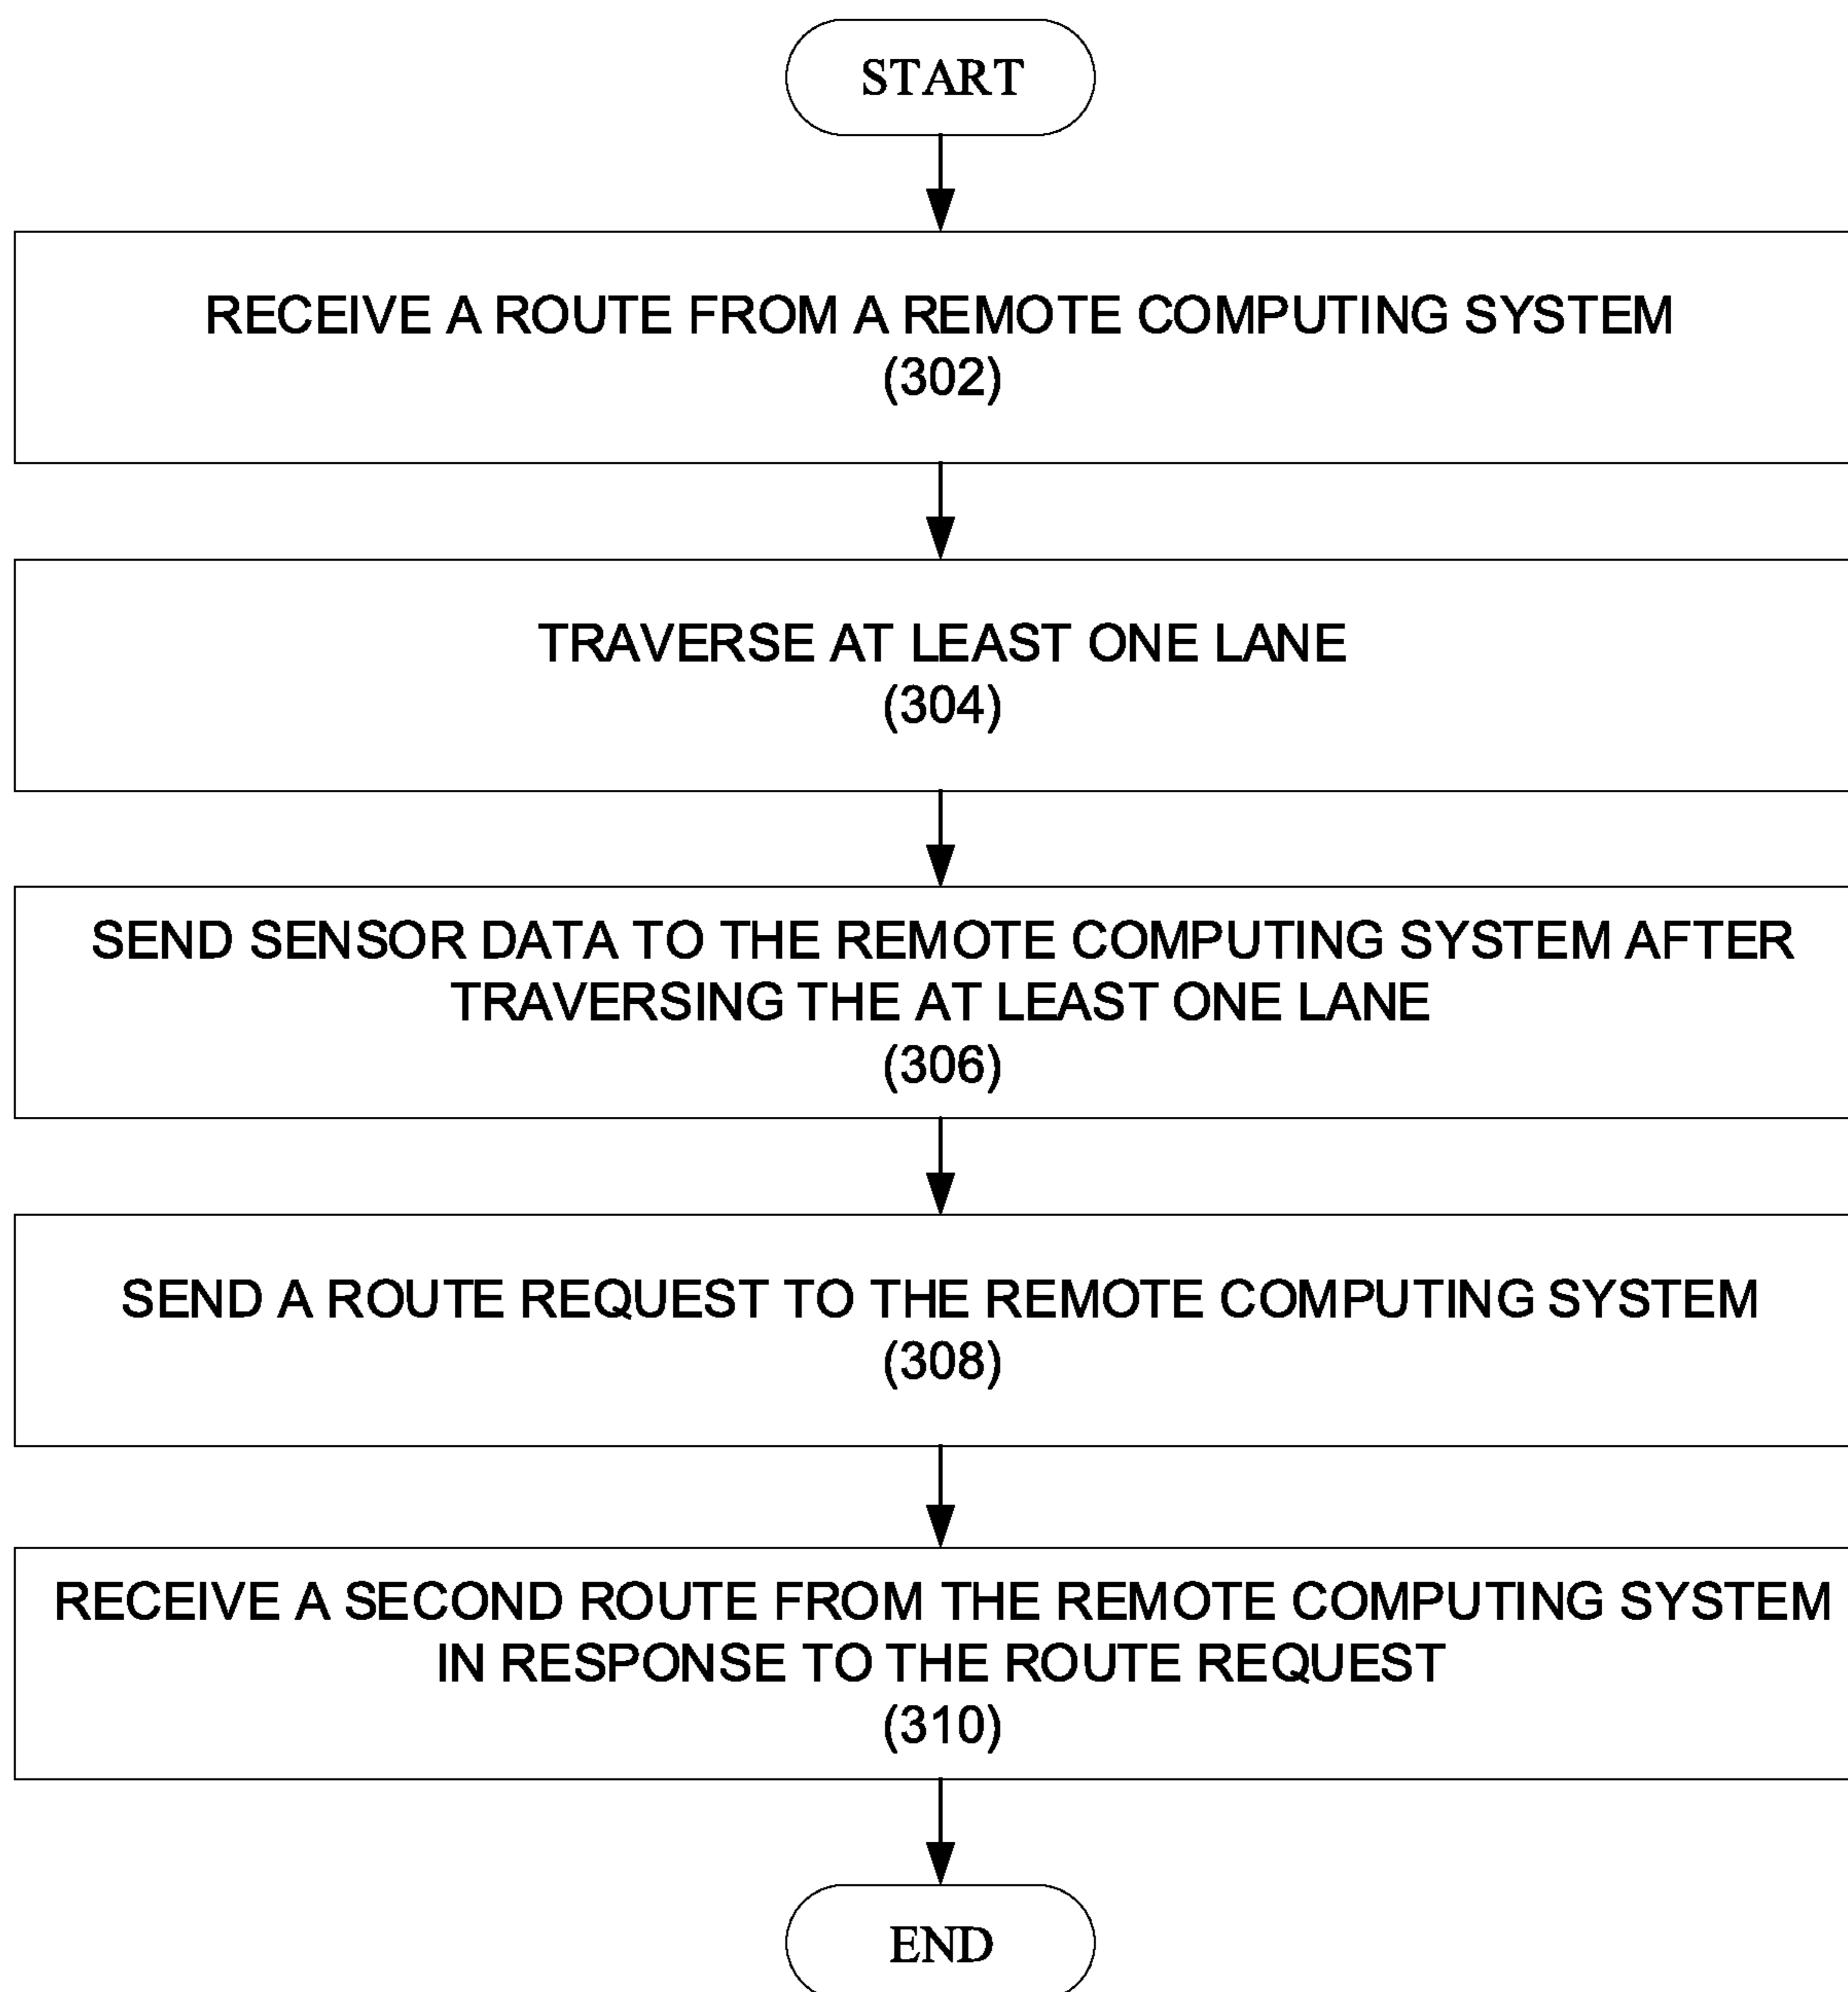 START
RECEIVE A ROUTE FROM A REMOTE COMPUTING SYSTEM
(302)
TRAVERSE AT LEAST ONE LANE
(304)
SEND SENSOR DATA TO THE REMOTE COMPUTING SYSTEM AFTER
TRAVERSING THE AT LEAST ONE LANE
(306)
SEND A ROUTE REQUEST TO THE REMOTE COMPUTING SYSTEM
(308)
RECEIVE A SECOND ROUTE FROM THE REMOTE COMPUTING SYSTEM
IN RESPONSE TO THE ROUTE REQUEST
(310)
END